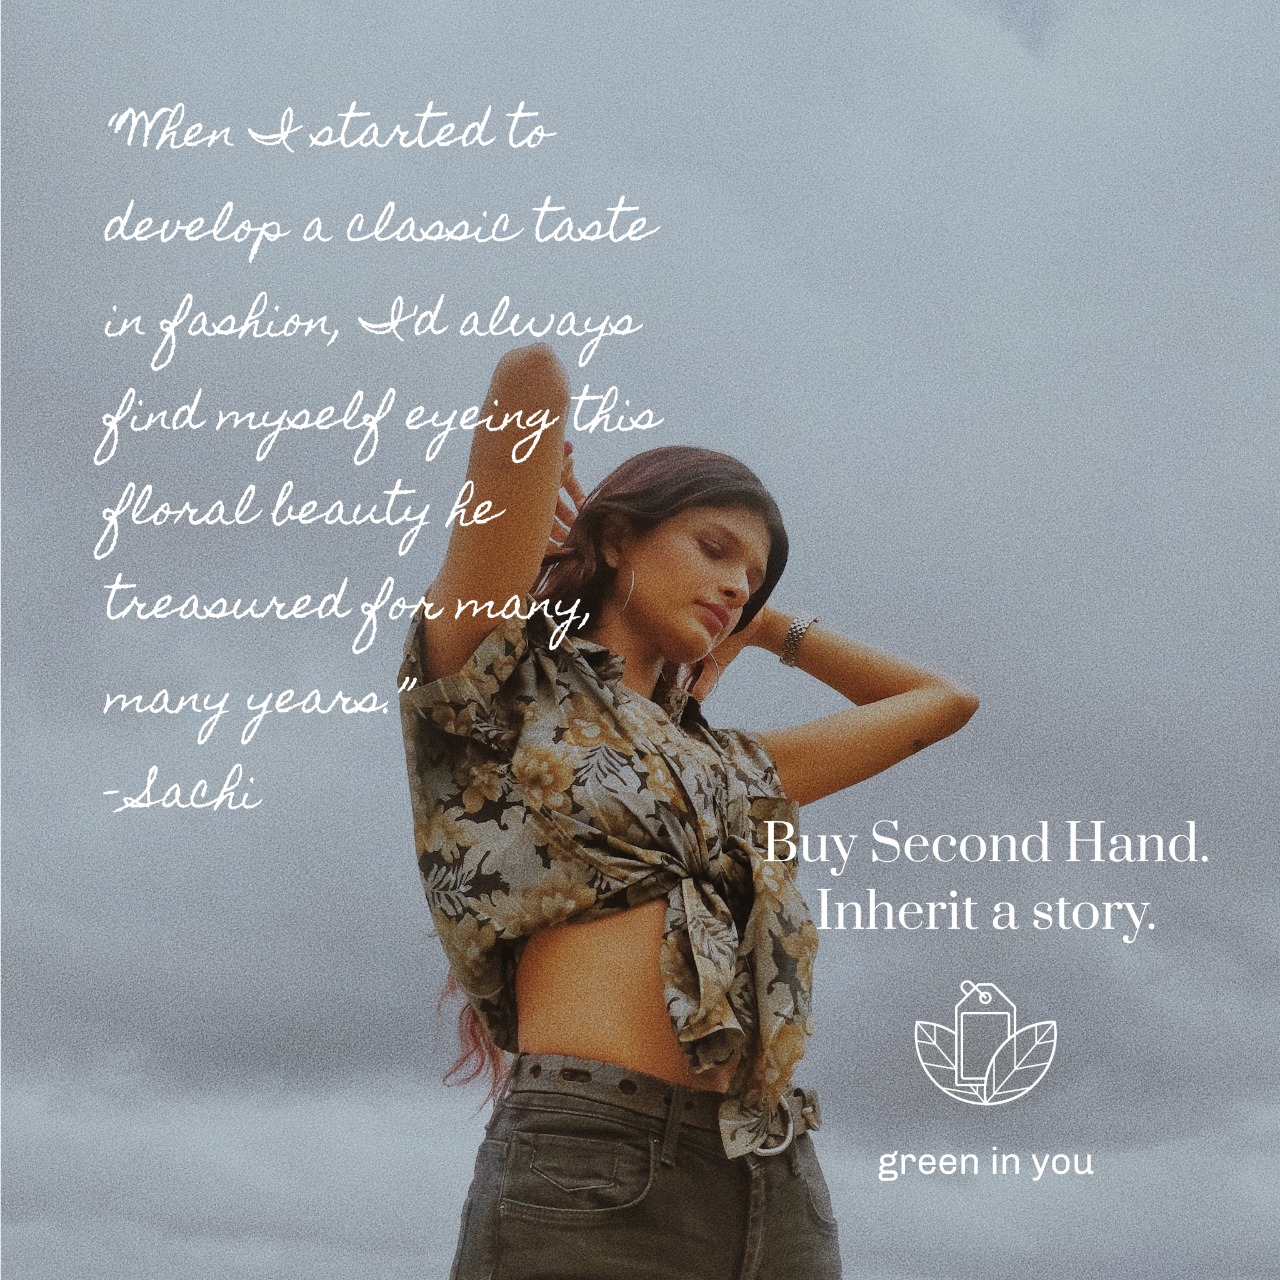 "When I started to
develop a classic taste
in fashion, I'd always
find myself eyeing this
floral beauty he
treasured for many,
many years."
-Sachi
Buy Second Hand.
Inherit a story.
green in you